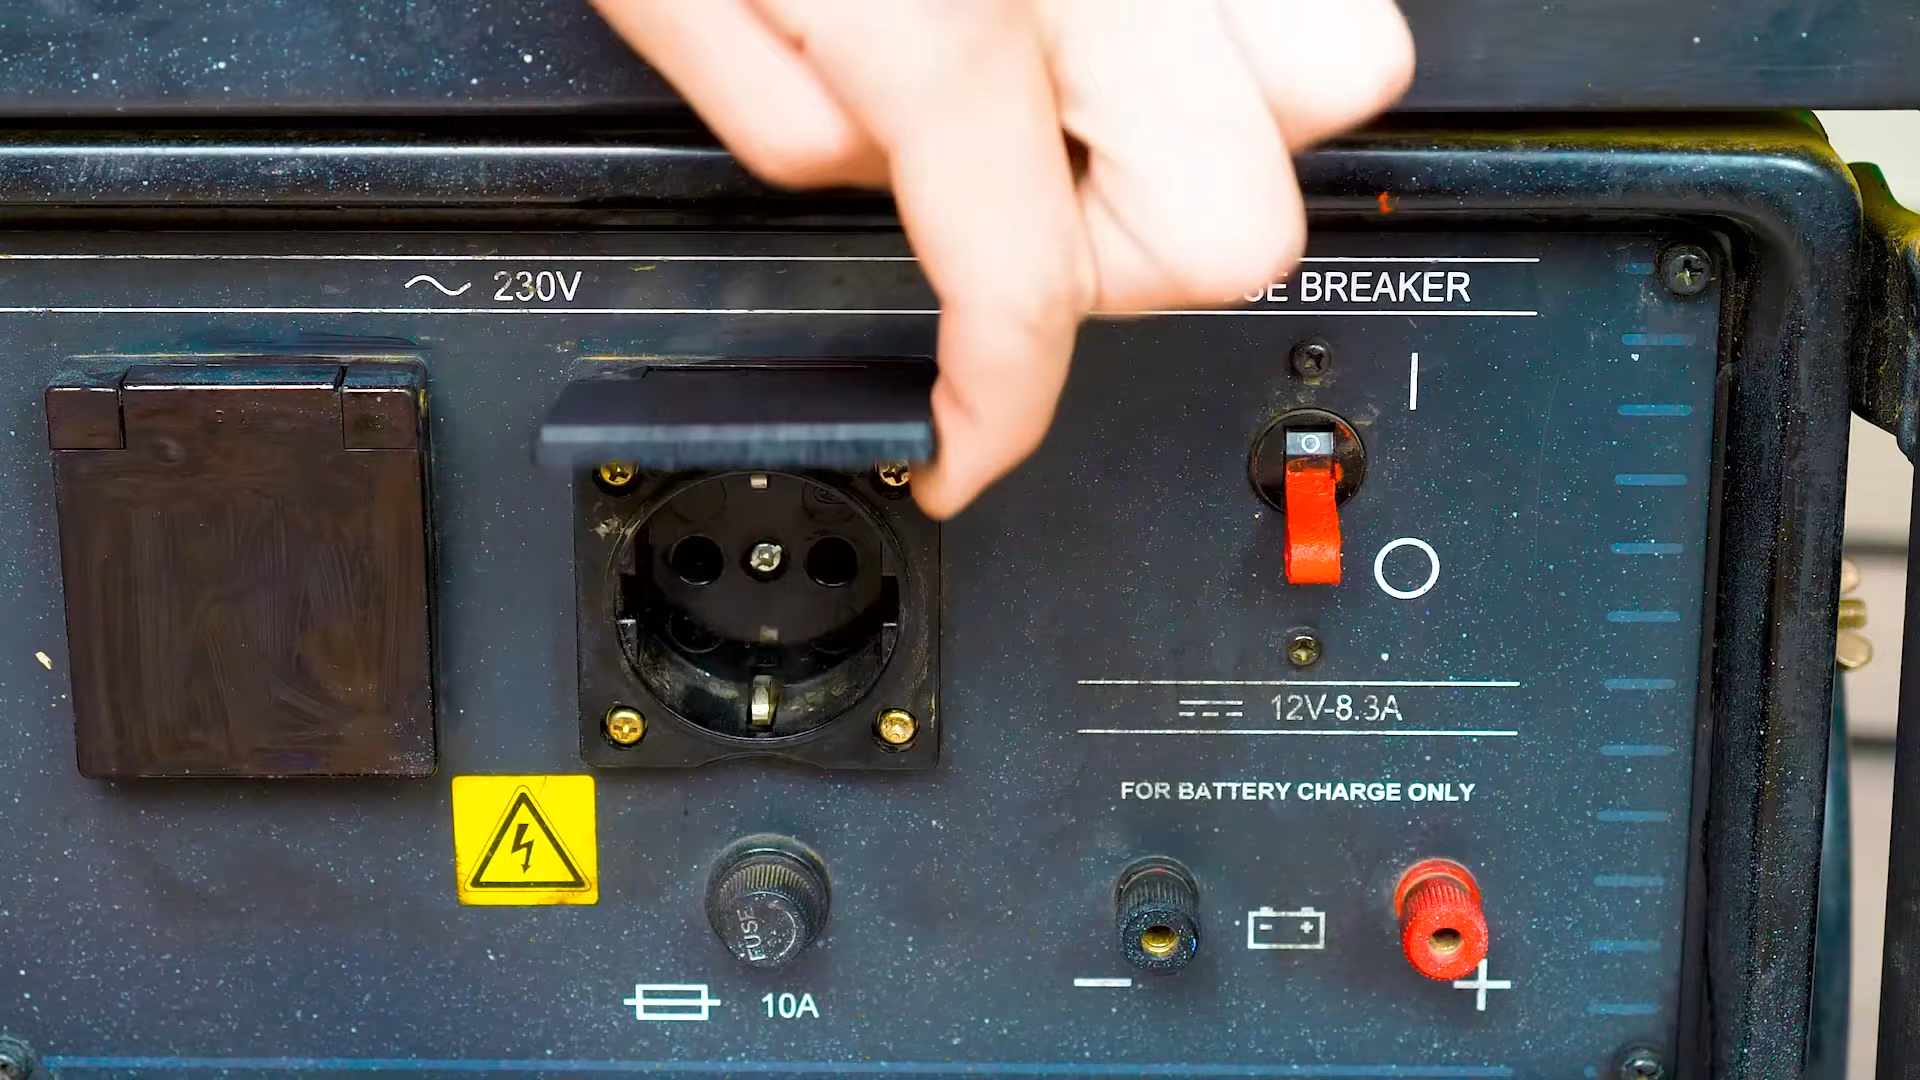 230V
BREAKER
12V-8.3A
FOR BATTERY CHARGE ONLY
FUSE
10A